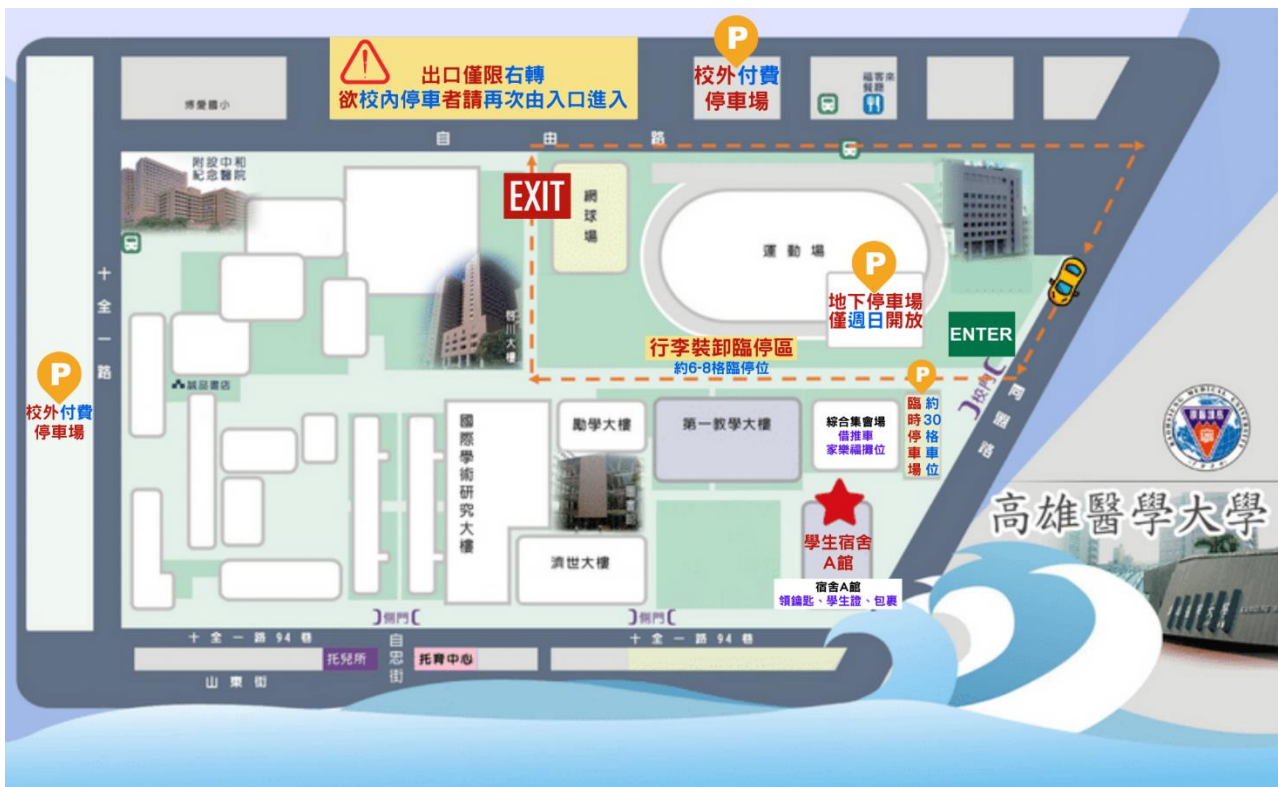 出口僅限右轉
欲校內停車者請再次由入口進入
P
校外付費
停車場
福客來
餐廳
博愛國小
自由路
附設中和
紀念醫院
EXIT
網球場
運動場
P
地下停車場
僅週日開放
ENTER
啓川大樓
行李裝卸臨停區
約6-8格臨停位
十全一路
P
校外付費
停車場
誠品書店
P
臨時停車場
約30格車位
校門
同盟路
國際學術研究大樓
勵學大樓
第一教學大樓
綜合集會場
借推車
家樂福攤位
KAOHSIUNG MEDICAL UNIVERSITY
高雄醫學大學
學生宿舍
A館
濟世大樓
宿舍A館
領鑰匙、學生證、包裹
側門
側門
十全一路94巷
十全一路94巷
自忠街
托兒所
托育中心
山東街